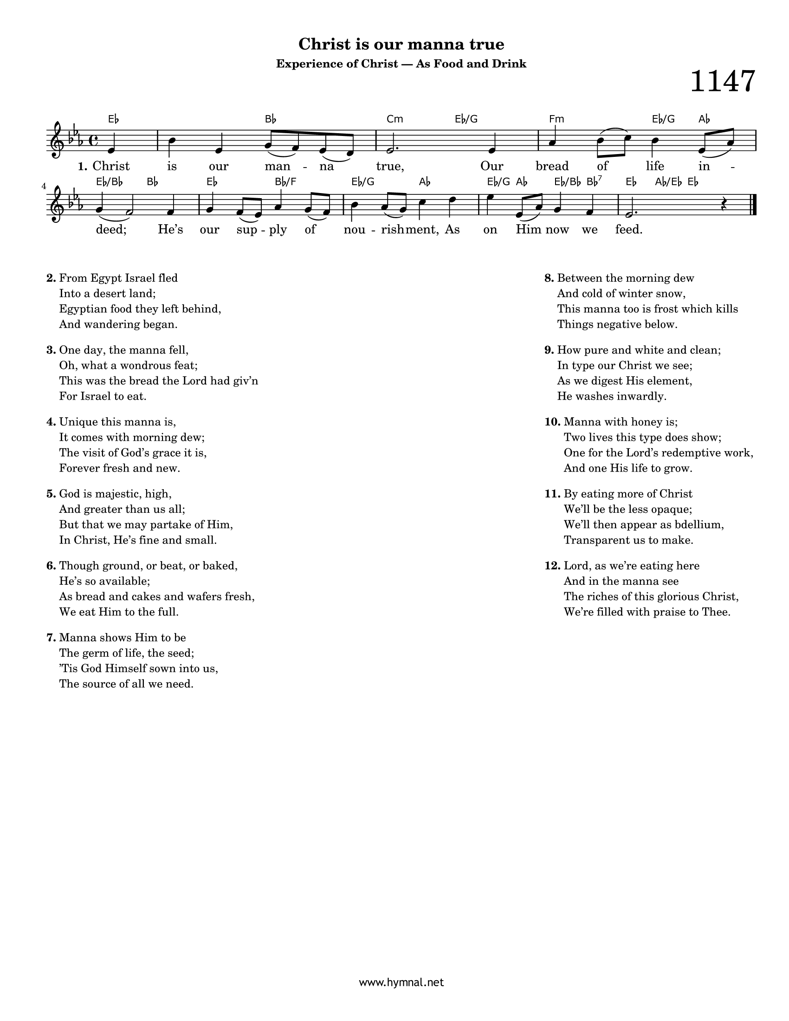 Christ is our manna true
Experience of Christ — As Food and Drink
1147
E♭ B♭ Cm E♭/G Fm E♭/G A♭
1. Christ is our man - na true, Our bread of life in -
4
E♭/B♭ B♭ E♭ B♭/F E♭/G A♭ E♭/G A♭ E♭/B♭ B♭7 E♭ A♭/E♭ E♭
deed; He's our sup - ply of nou - rishment, As on Him now we feed.
2. From Egypt Israel fled
Into a desert land;
Egyptian food they left behind,
And wandering began.
3. One day, the manna fell,
Oh, what a wondrous feat;
This was the bread the Lord had giv'n
For Israel to eat.
4. Unique this manna is,
It comes with morning dew;
The visit of God's grace it is,
Forever fresh and new.
5. God is majestic, high,
And greater than us all;
But that we may partake of Him,
In Christ, He's fine and small.
6. Though ground, or beat, or baked,
He's so available;
As bread and cakes and wafers fresh,
We eat Him to the full.
7. Manna shows Him to be
The germ of life, the seed;
'Tis God Himself sown into us,
The source of all we need.
8. Between the morning dew
And cold of winter snow,
This manna too is frost which kills
Things negative below.
9. How pure and white and clean;
In type our Christ we see;
As we digest His element,
He washes inwardly.
10. Manna with honey is;
Two lives this type does show;
One for the Lord's redemptive work,
And one His life to grow.
11. By eating more of Christ
We'll be the less opaque;
We'll then appear as bdellium,
Transparent us to make.
12. Lord, as we're eating here
And in the manna see
The riches of this glorious Christ,
We're filled with praise to Thee.
www.hymnal.net